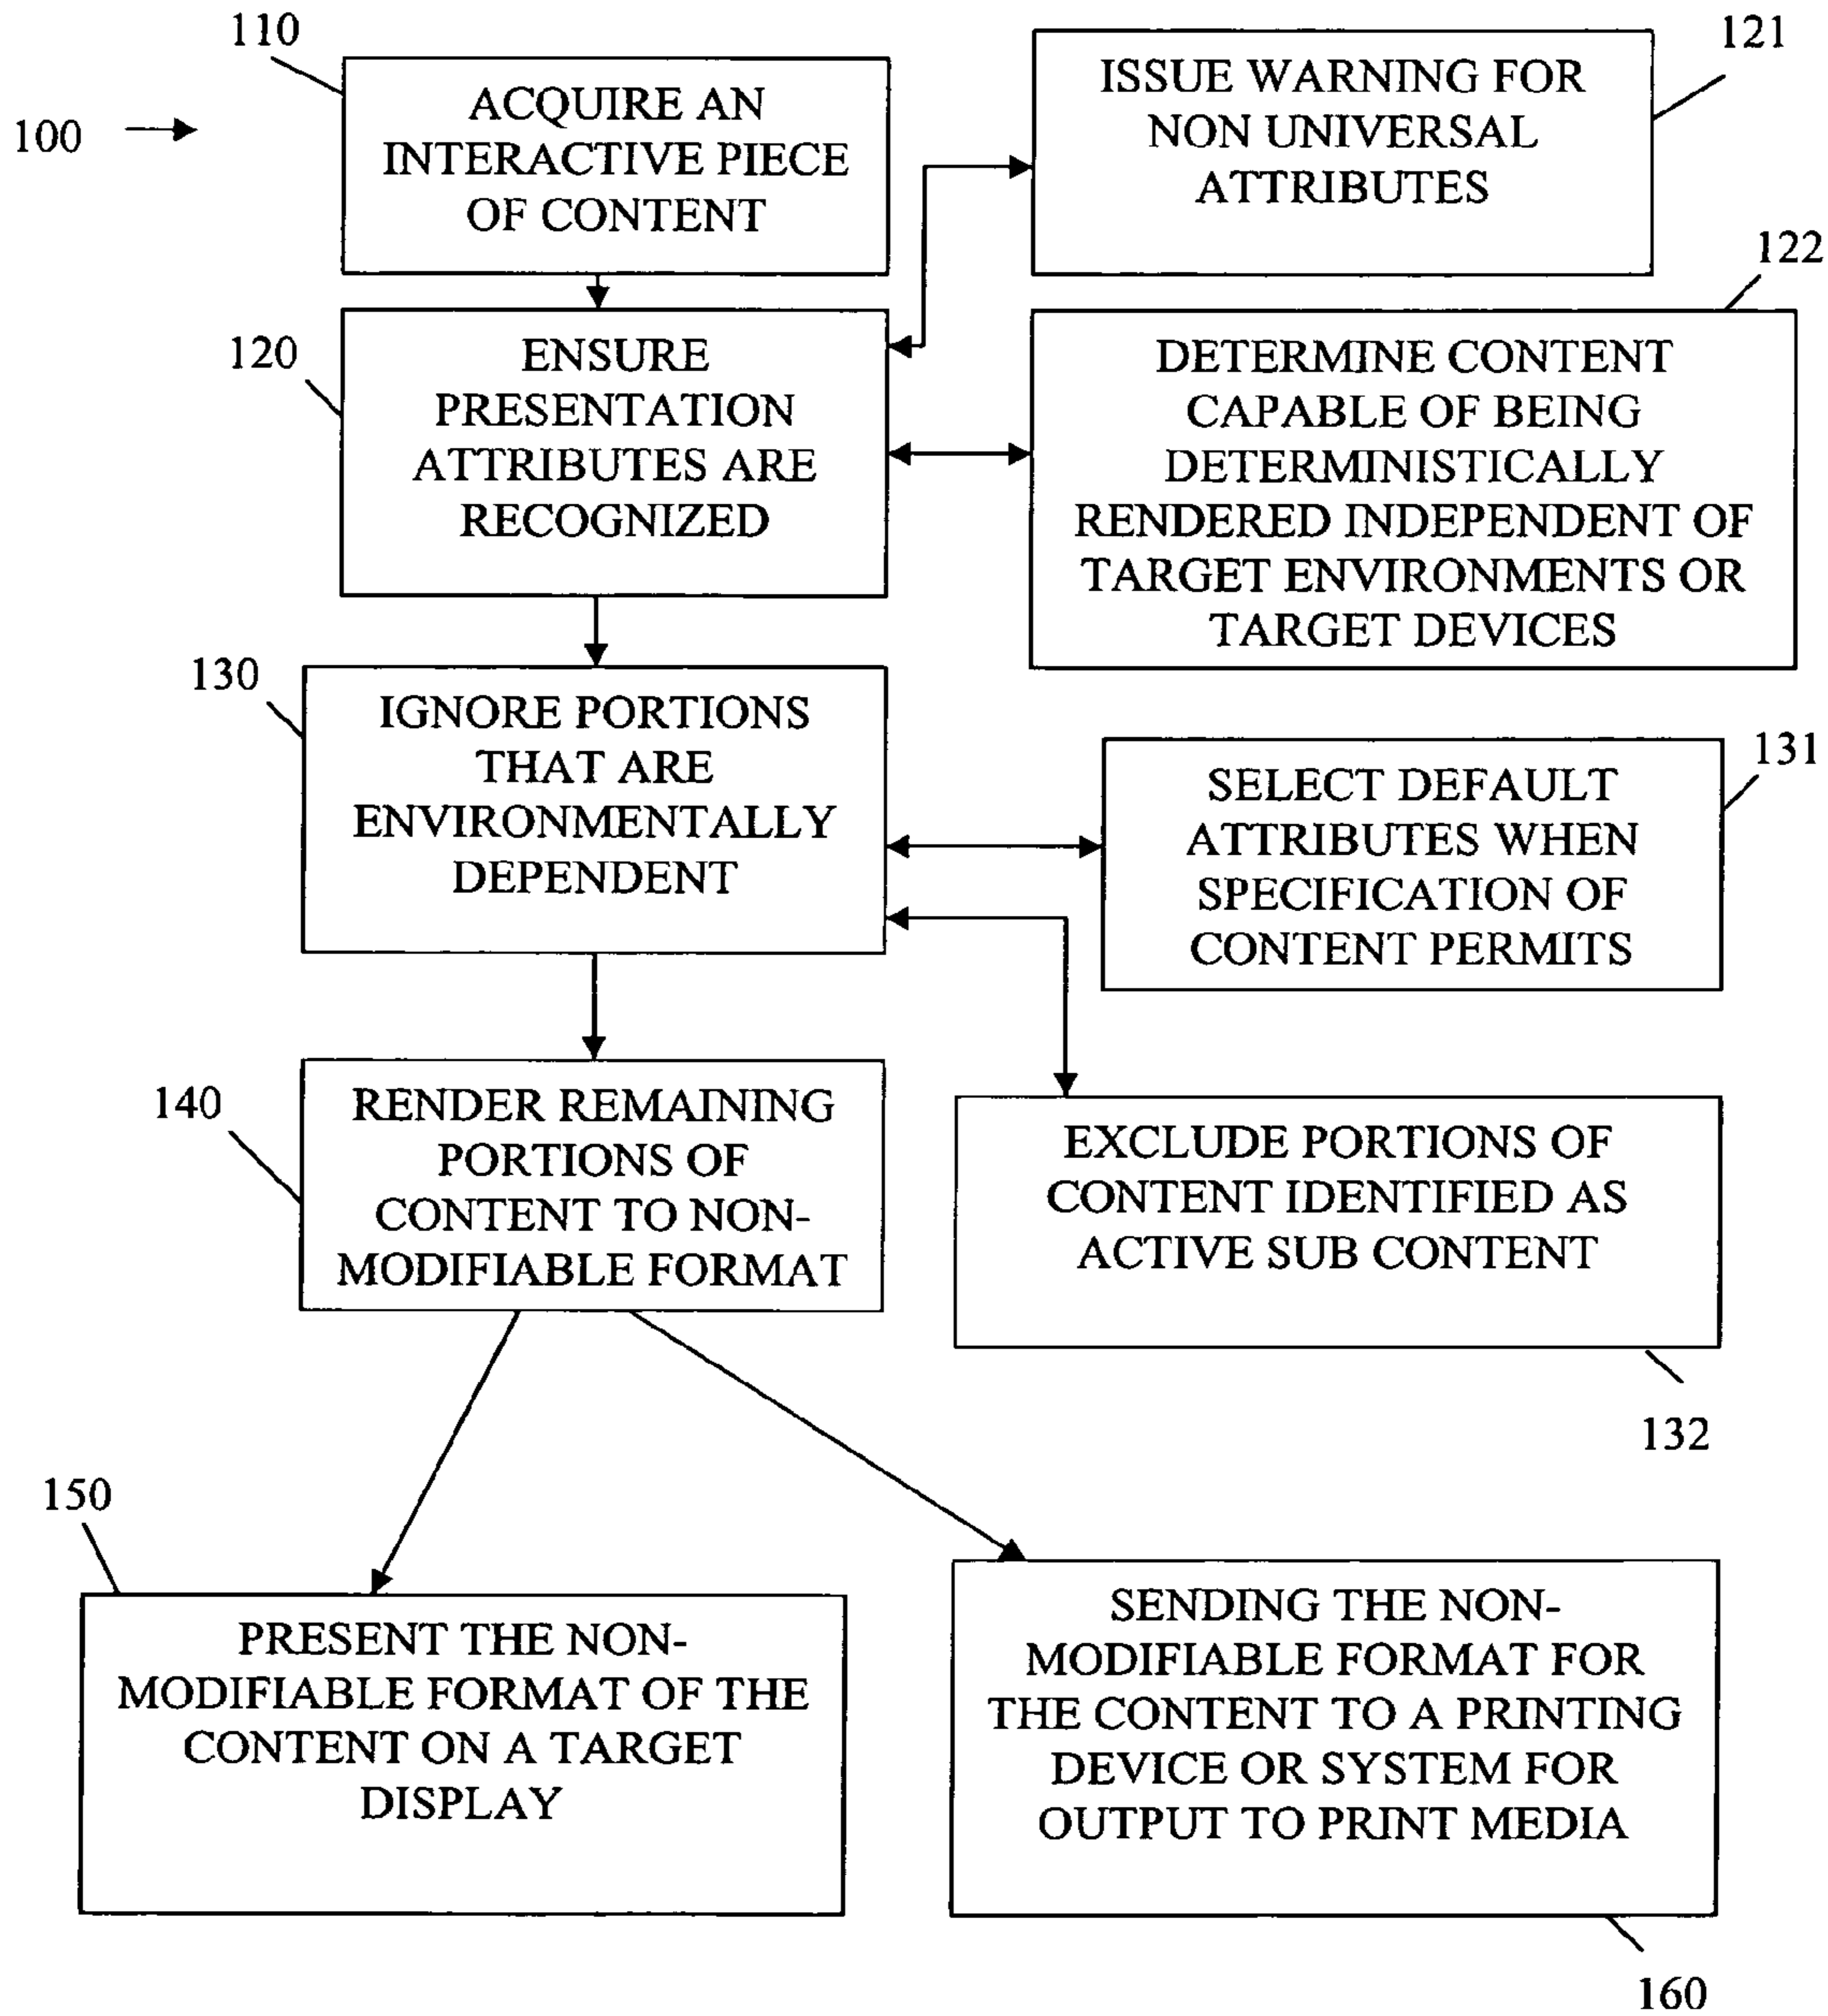 110
ACQUIRE AN
INTERACTIVE PIECE
OF CONTENT
121
ISSUE WARNING FOR
NON UNIVERSAL
ATTRIBUTES
100
120
ENSURE
PRESENTATION
ATTRIBUTES ARE
RECOGNIZED
122
DETERMINE CONTENT
CAPABLE OF BEING
DETERMINISTICALLY
RENDERED INDEPENDENT OF
TARGET ENVIRONMENTS OR
TARGET DEVICES
130
IGNORE PORTIONS
THAT ARE
ENVIRONMENTALLY
DEPENDENT
131
SELECT DEFAULT
ATTRIBUTES WHEN
SPECIFICATION OF
CONTENT PERMITS
140
RENDER REMAINING
PORTIONS OF
CONTENT TO NON-
MODIFIABLE FORMAT
EXCLUDE PORTIONS OF
CONTENT IDENTIFIED AS
ACTIVE SUB CONTENT
132
150
PRESENT THE NON-
MODIFIABLE FORMAT OF THE
CONTENT ON A TARGET
DISPLAY
SENDING THE NON-
MODIFIABLE FORMAT FOR
THE CONTENT TO A PRINTING
DEVICE OR SYSTEM FOR
OUTPUT TO PRINT MEDIA
160